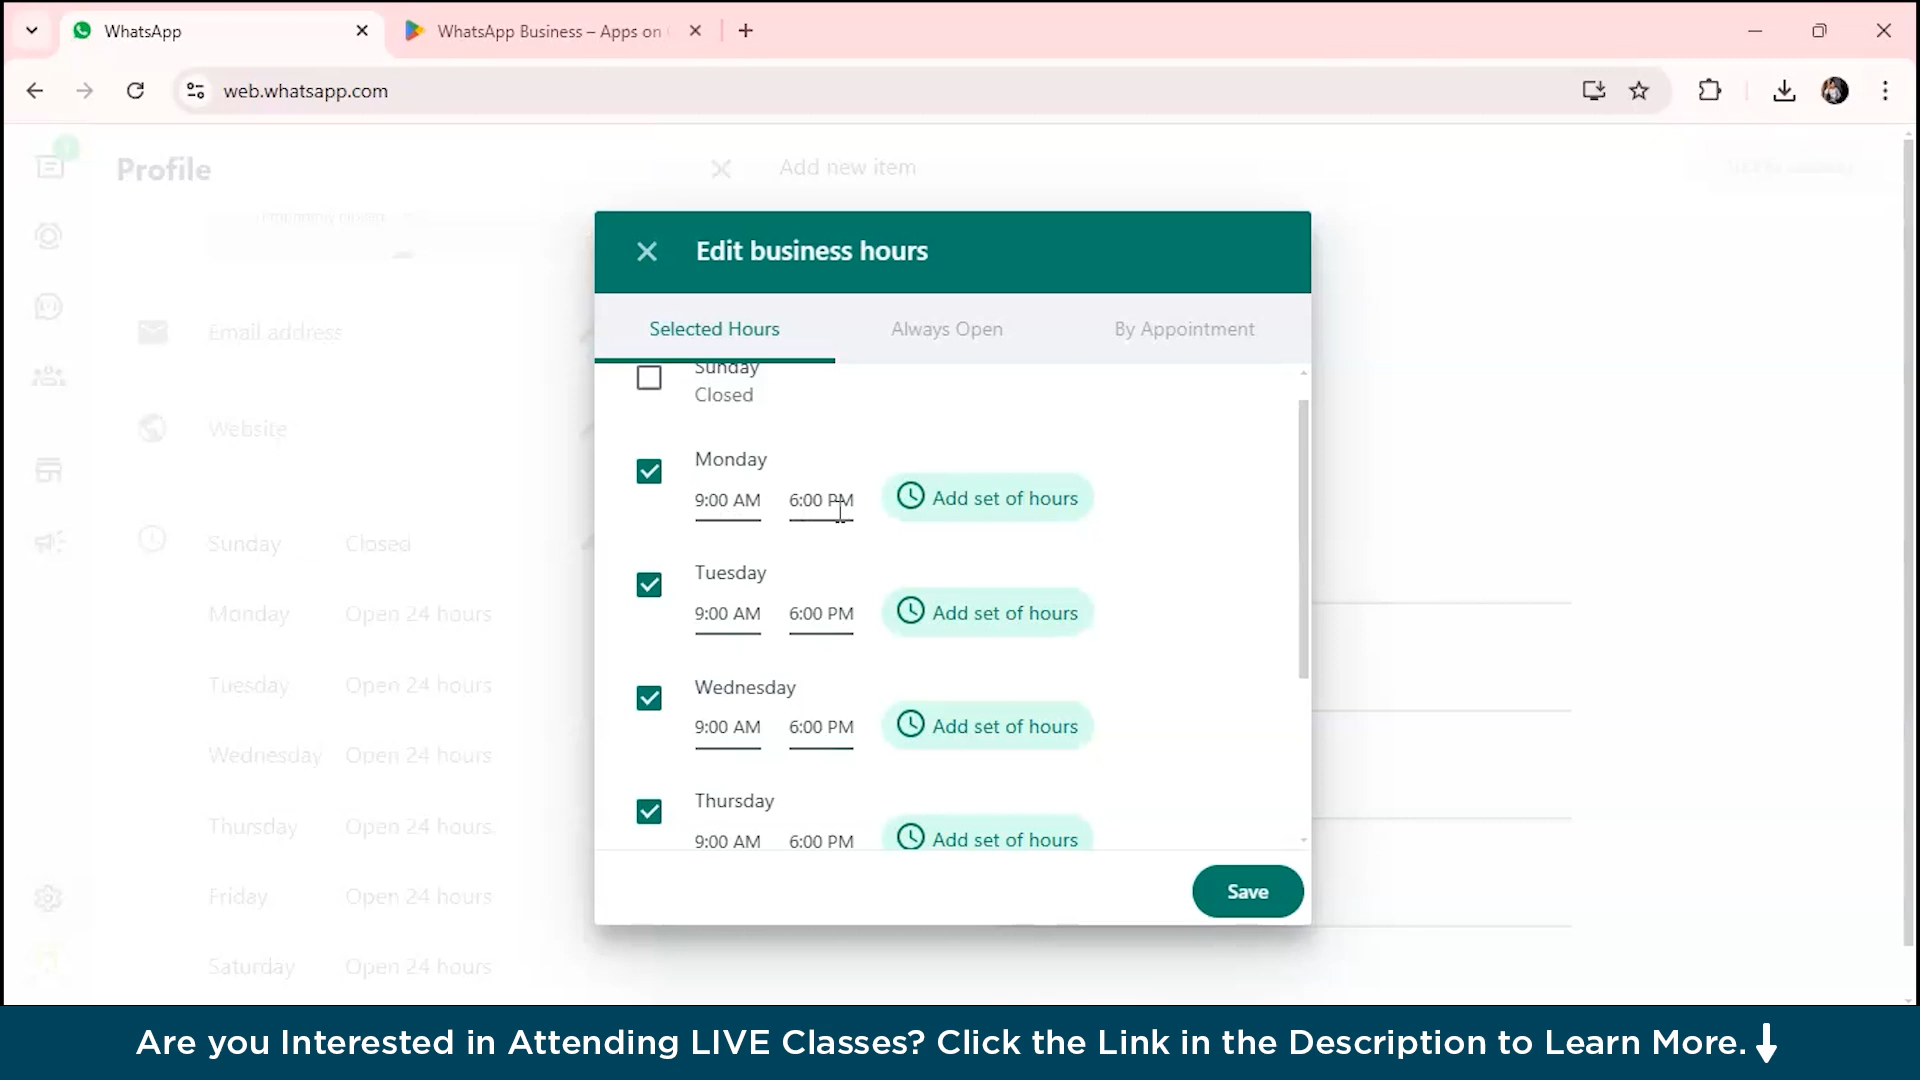 WhatsApp
WhatsApp Business – Apps on
web.whatsapp.com
Profile
Add new item
Edit business hours
Selected Hours
Always Open
By Appointment
Email address
Website
Sunday
Closed
Monday
9:00 AM 6:00 PM Add set of hours
Tuesday
9:00 AM 6:00 PM Add set of hours
Wednesday
9:00 AM 6:00 PM Add set of hours
Thursday
9:00 AM 6:00 PM Add set of hours
Save
Sunday Closed
Monday Open 24 hours
Tuesday Open 24 hours
Wednesday Open 24 hours
Thursday Open 24 hours
Friday Open 24 hours
Saturday Open 24 hours
Are you Interested in Attending LIVE Classes? Click the Link in the Description to Learn More.